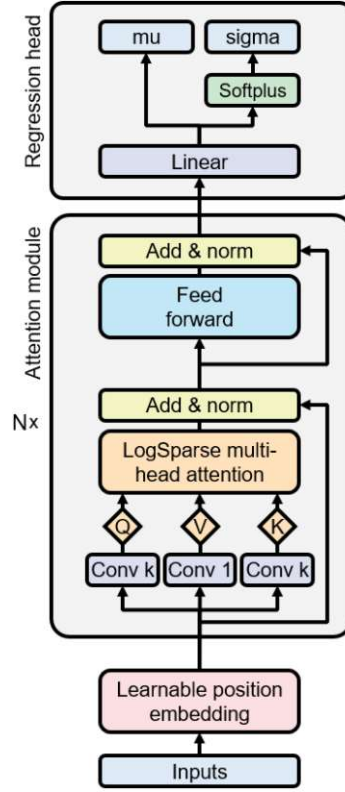 Regression head
mu
sigma
Softplus
Linear
Attention module
Add & norm
Feed
forward
Nx
Add & norm
LogSparse multi-
head attention
Q
V
K
Conv k
Conv 1
Conv k
Learnable position
embedding
Inputs